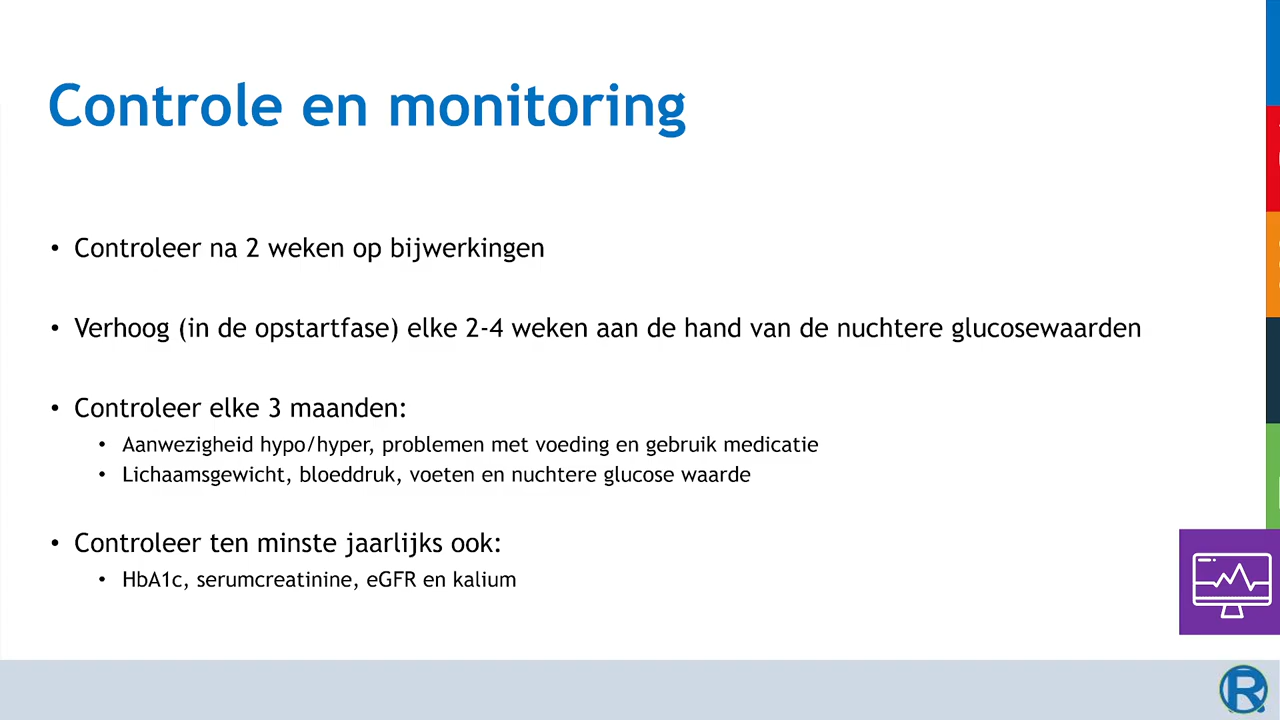 Controle en monitoring
• Controleer na 2 weken op bijwerkingen
• Verhoog (in de opstartfase) elke 2-4 weken aan de hand van de nuchtere glucosewaarden
• Controleer elke 3 maanden:
• Aanwezigheid hypo/hyper, problemen met voeding en gebruik medicatie
• Lichaamsgewicht, bloeddruk, voeten en nuchtere glucose waarde
• Controleer ten minste jaarlijks ook:
• HbA1c, serumcreatinine, eGFR en kalium
R